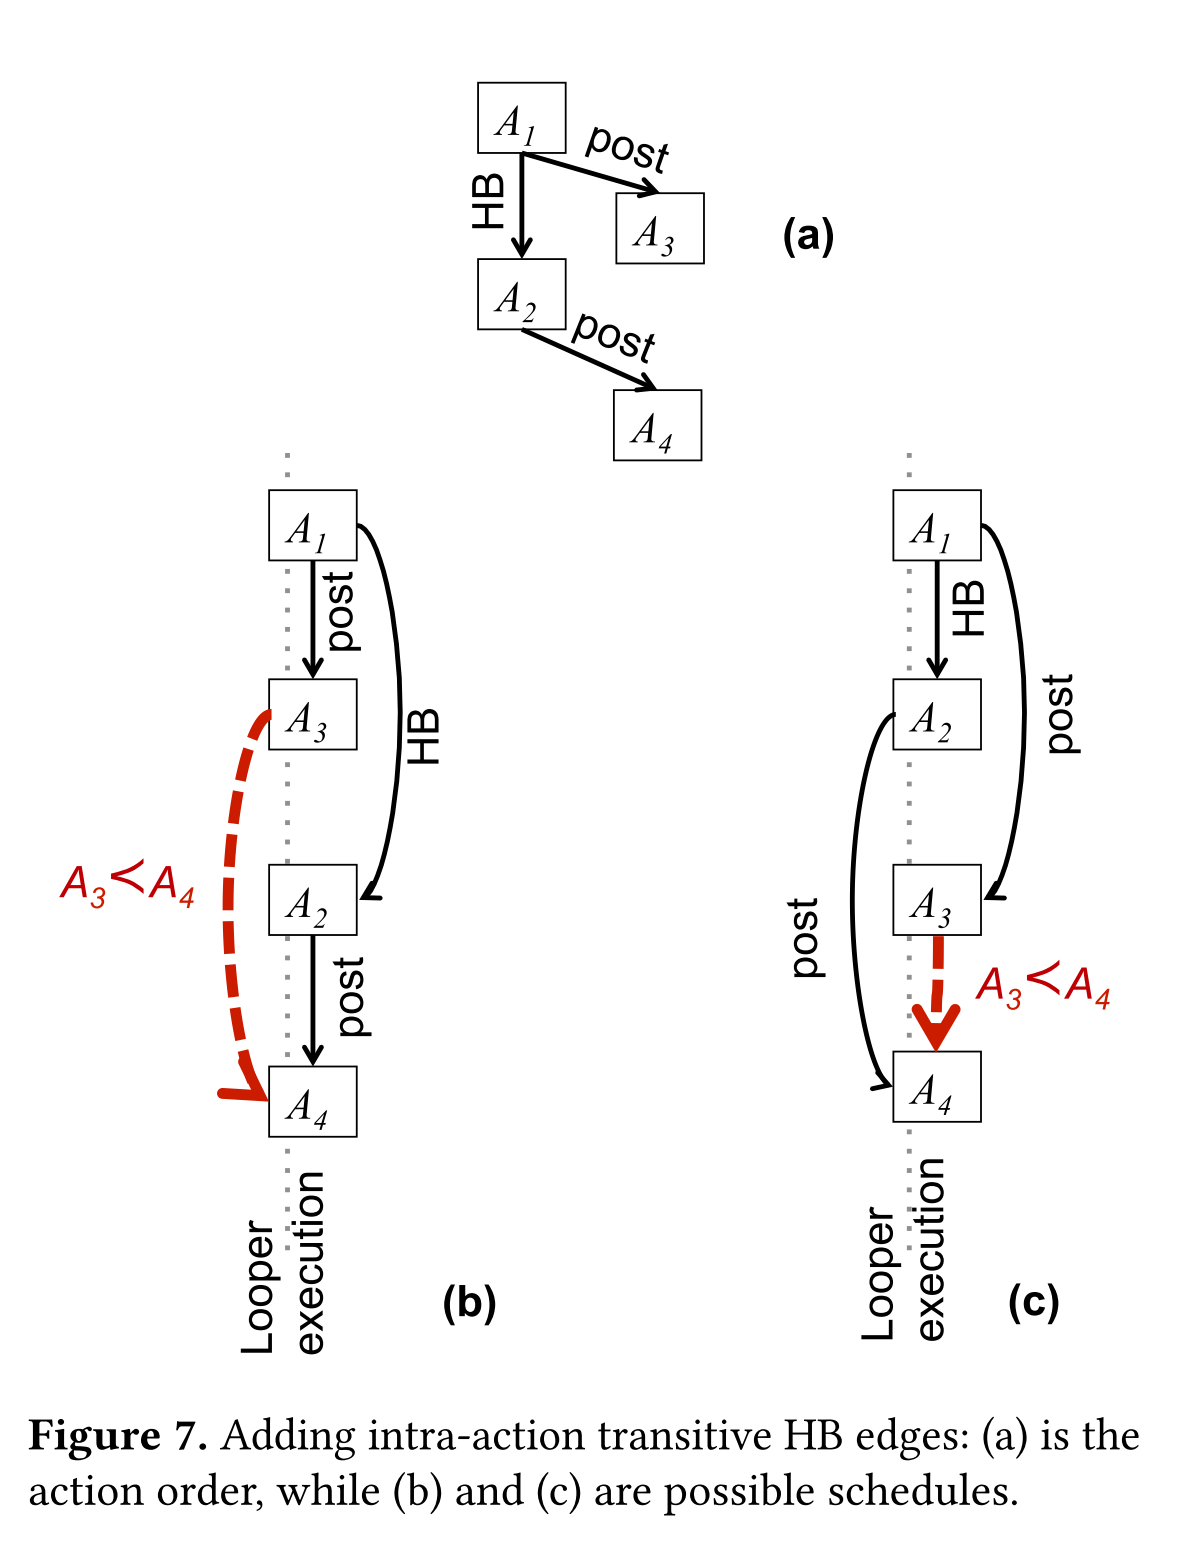 A1
post
HB
A3
(a)
A2
post
A4
A1
post
HB
A3
A3≺A4
A2
post
A4
Looper
execution
(b)
A1
HB
post
A2
post
A3
A3≺A4
A4
Looper
execution
(c)
Figure 7. Adding intra-action transitive HB edges: (a) is the
action order, while (b) and (c) are possible schedules.